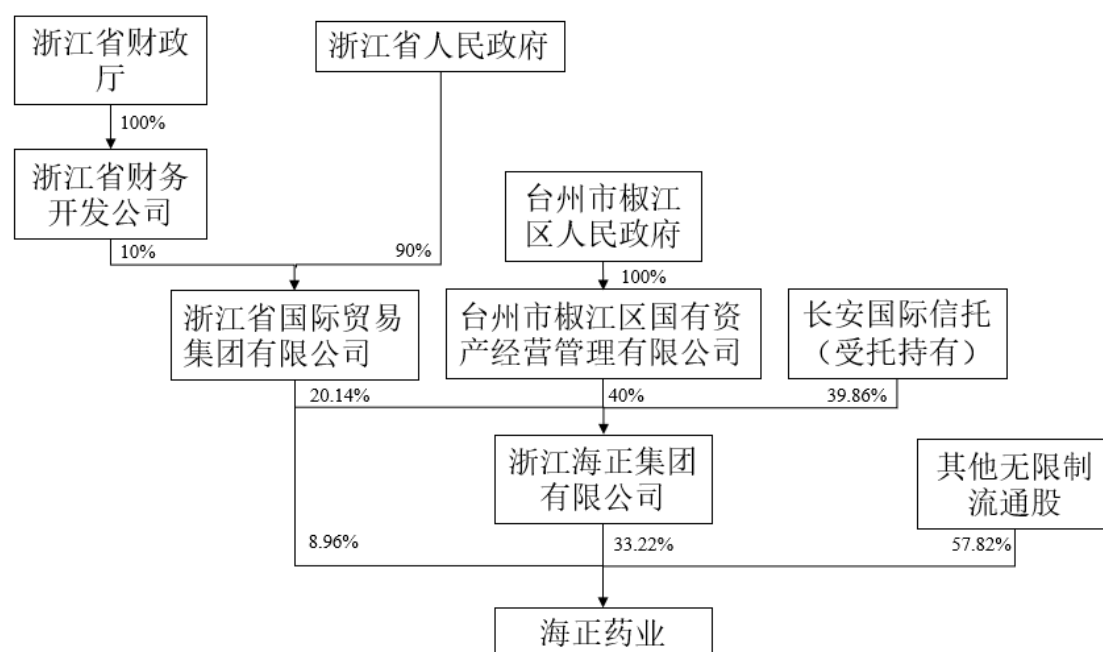 浙江省财政
厅
浙江省人民政府
100%
浙江省财务
开发公司
台州市椒江
区人民政府
10%
90%
100%
浙江省国际贸易
集团有限公司
台州市椒江区国有资
产经营管理有限公司
长安国际信托
（受托持有）
20.14%
40%
39.86%
浙江海正集团
有限公司
其他无限制
流通股
8.96%
33.22%
57.82%
海正药业